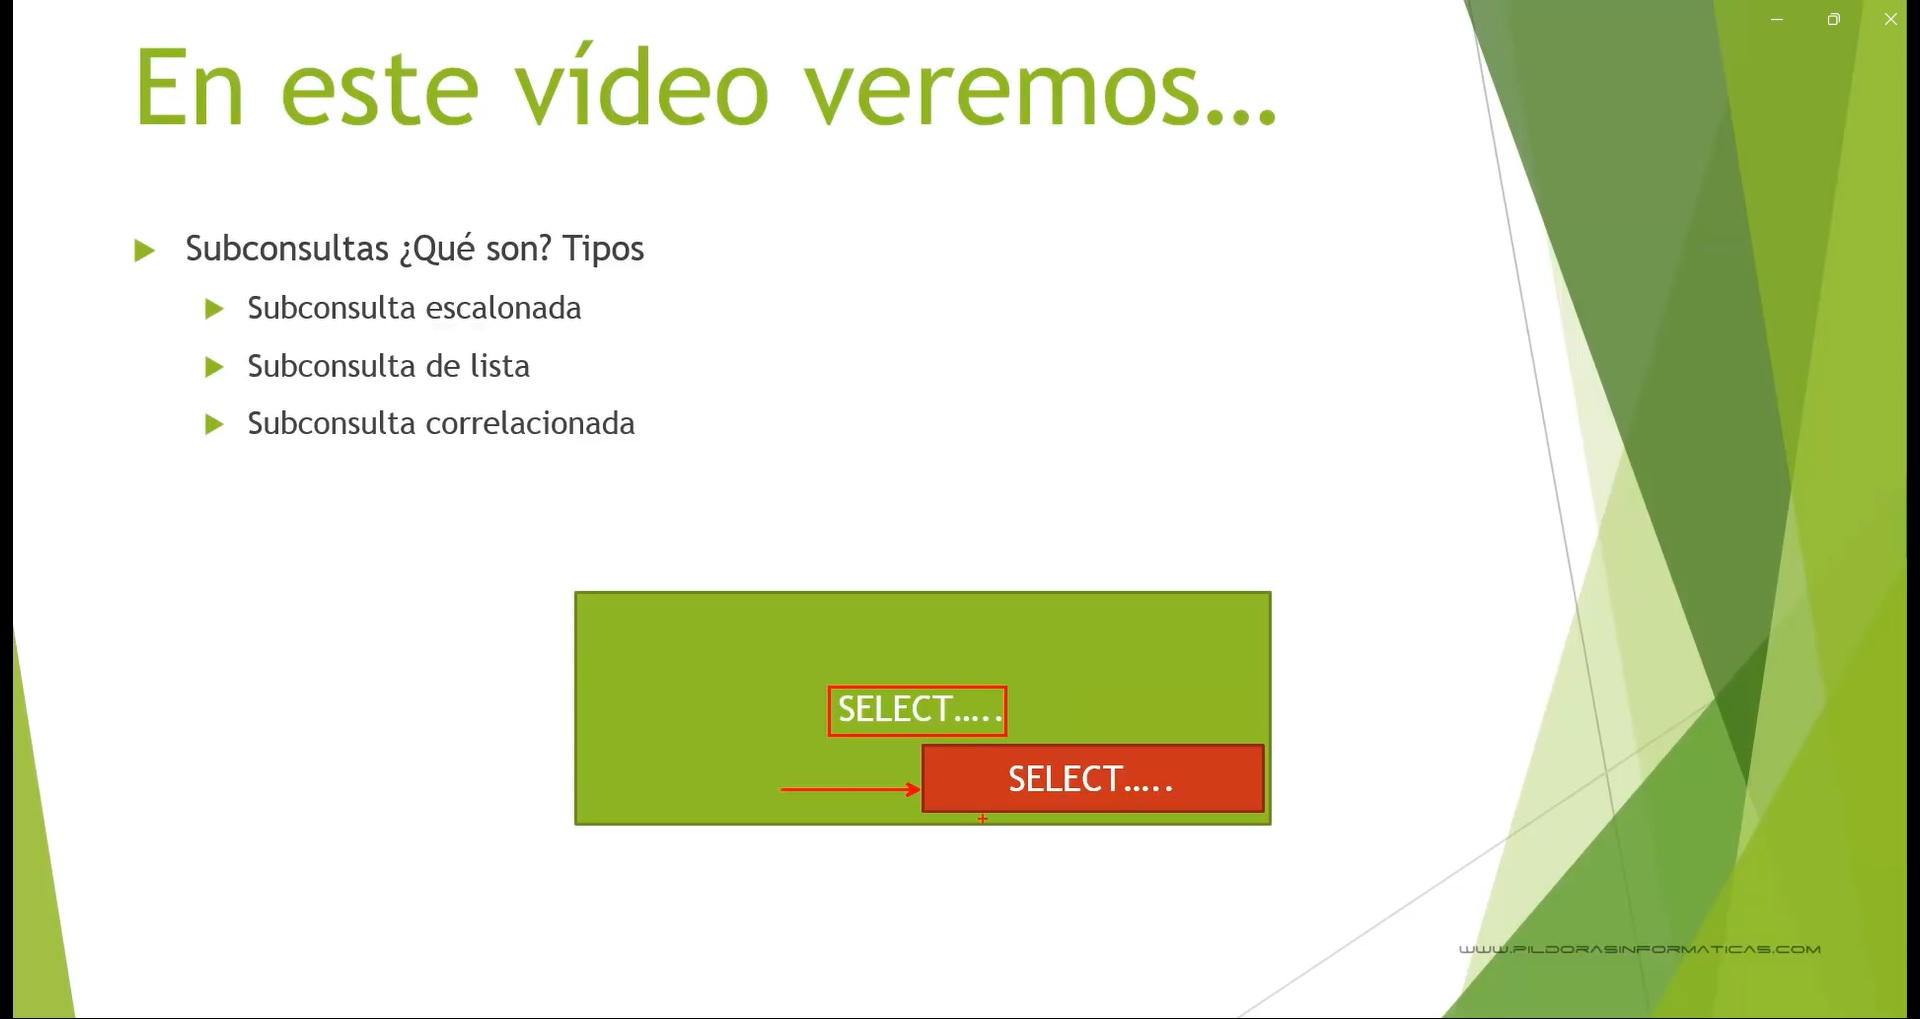 En este vídeo veremos...
Subconsultas ¿Qué son? Tipos
Subconsulta escalonada
Subconsulta de lista
Subconsulta correlacionada
SELECT.....
SELECT.....
WWW.PILDORASINFORMATICAS.COM